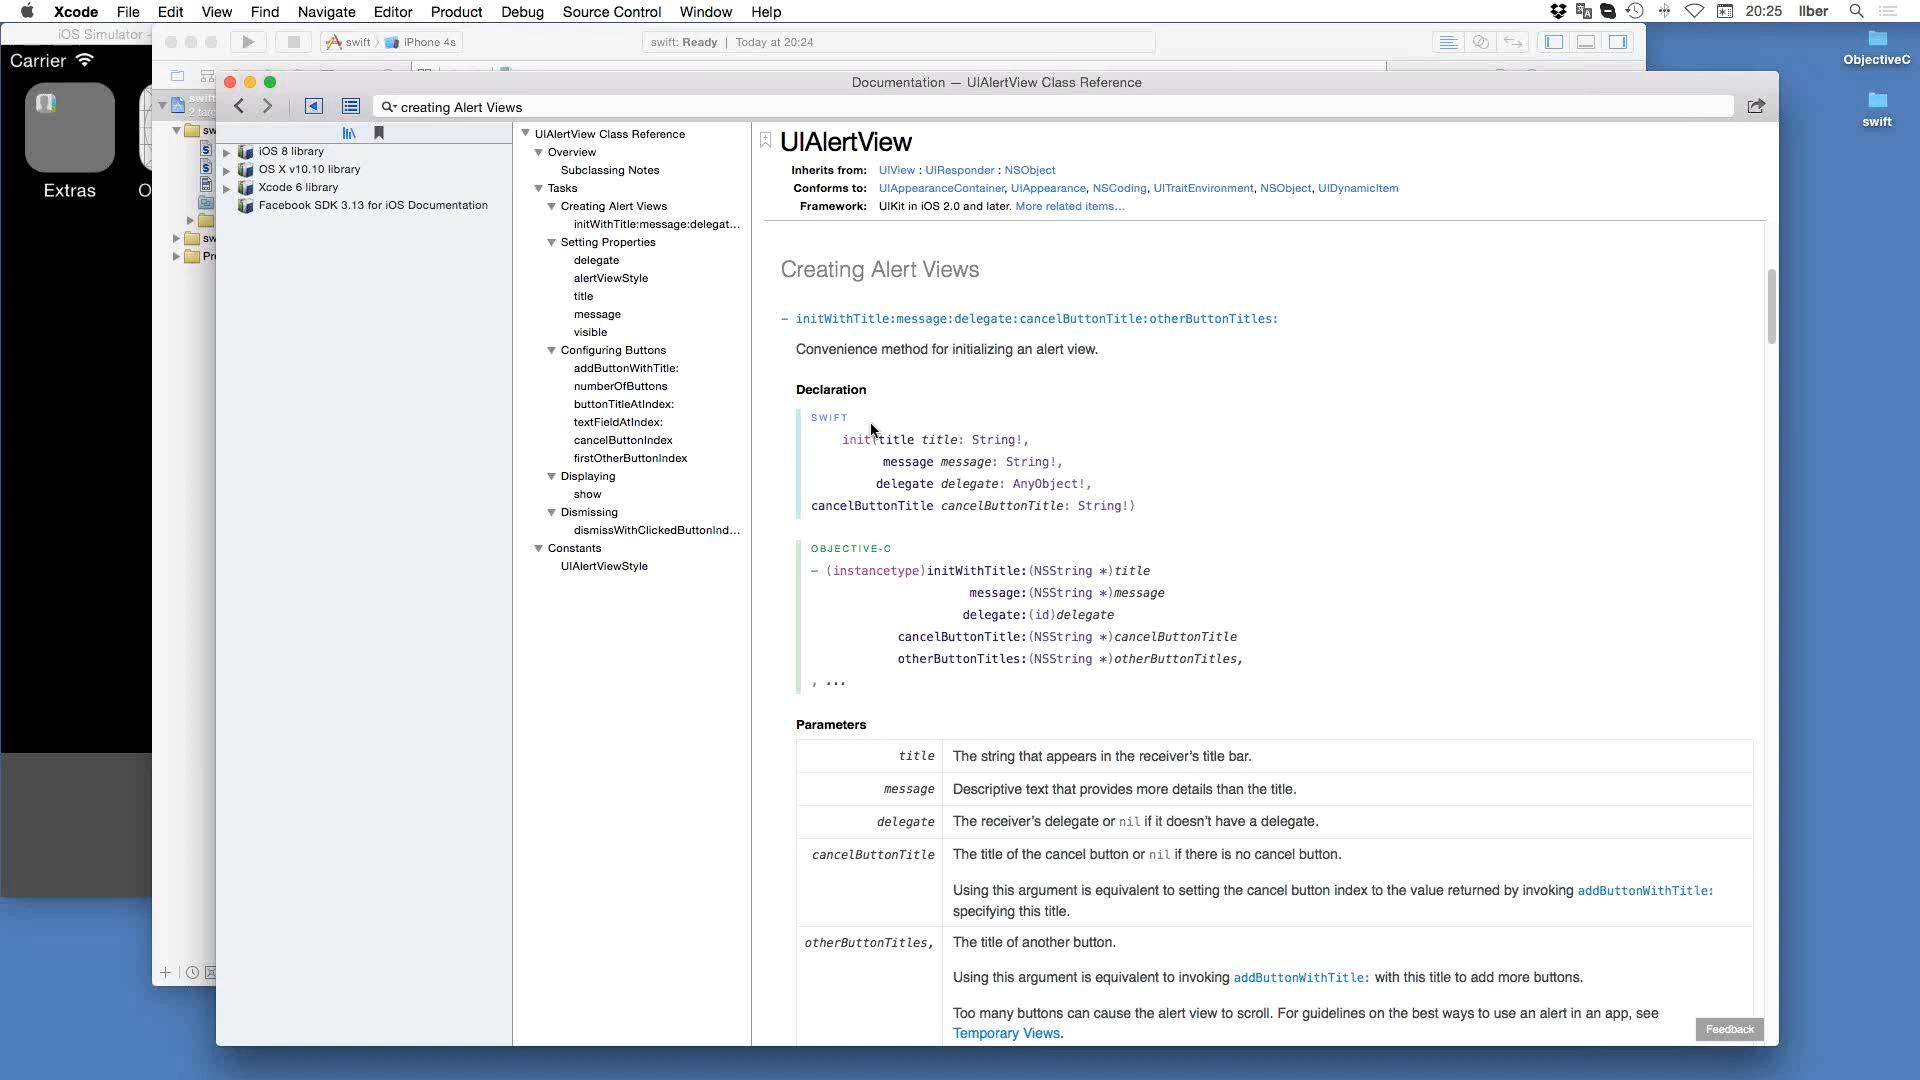 Xcode File Edit View Find Navigate Editor Product Debug Source Control Window Help 20:25 Ilber
iOS Simulator -
swift iPhone 4s
swift: Ready | Today at 20:24
Carrier
Extras
O
swift
2 targ
sw
sw
Pr
Documentation — UIAlertView Class Reference
creating Alert Views
iOS 8 library
OS X v10.10 library
Xcode 6 library
Facebook SDK 3.13 for iOS Documentation
UIAlertView Class Reference
Overview
Subclassing Notes
Tasks
Creating Alert Views
initWithTitle:message:delegat...
Setting Properties
delegate
alertViewStyle
title
message
visible
Configuring Buttons
addButtonWithTitle:
numberOfButtons
buttonTitleAtIndex:
textFieldAtIndex:
cancelButtonIndex
firstOtherButtonIndex
Displaying
show
Dismissing
dismissWithClickedButtonInd...
Constants
UIAlertViewStyle
UIAlertView
Inherits from: UIView : UIResponder : NSObject
Conforms to: UIAppearanceContainer, UIAppearance, NSCoding, UITraitEnvironment, NSObject, UIDynamicItem
Framework: UIKit in iOS 2.0 and later. More related items...
Creating Alert Views
– initWithTitle:message:delegate:cancelButtonTitle:otherButtonTitles:
Convenience method for initializing an alert view.
Declaration
SWIFT
init(title title: String!,
message message: String!,
delegate delegate: AnyObject!,
cancelButtonTitle cancelButtonTitle: String!)
OBJECTIVE-C
– (instancetype)initWithTitle:(NSString *)title
message:(NSString *)message
delegate:(id)delegate
cancelButtonTitle:(NSString *)cancelButtonTitle
otherButtonTitles:(NSString *)otherButtonTitles,
, ...
Parameters
title The string that appears in the receiver's title bar.
message Descriptive text that provides more details than the title.
delegate The receiver's delegate or nil if it doesn't have a delegate.
cancelButtonTitle The title of the cancel button or nil if there is no cancel button.
Using this argument is equivalent to setting the cancel button index to the value returned by invoking addButtonWithTitle:
specifying this title.
otherButtonTitles, The title of another button.
Using this argument is equivalent to invoking addButtonWithTitle: with this title to add more buttons.
Too many buttons can cause the alert view to scroll. For guidelines on the best ways to use an alert in an app, see
Temporary Views.
Feedback
ObjectiveC
swift